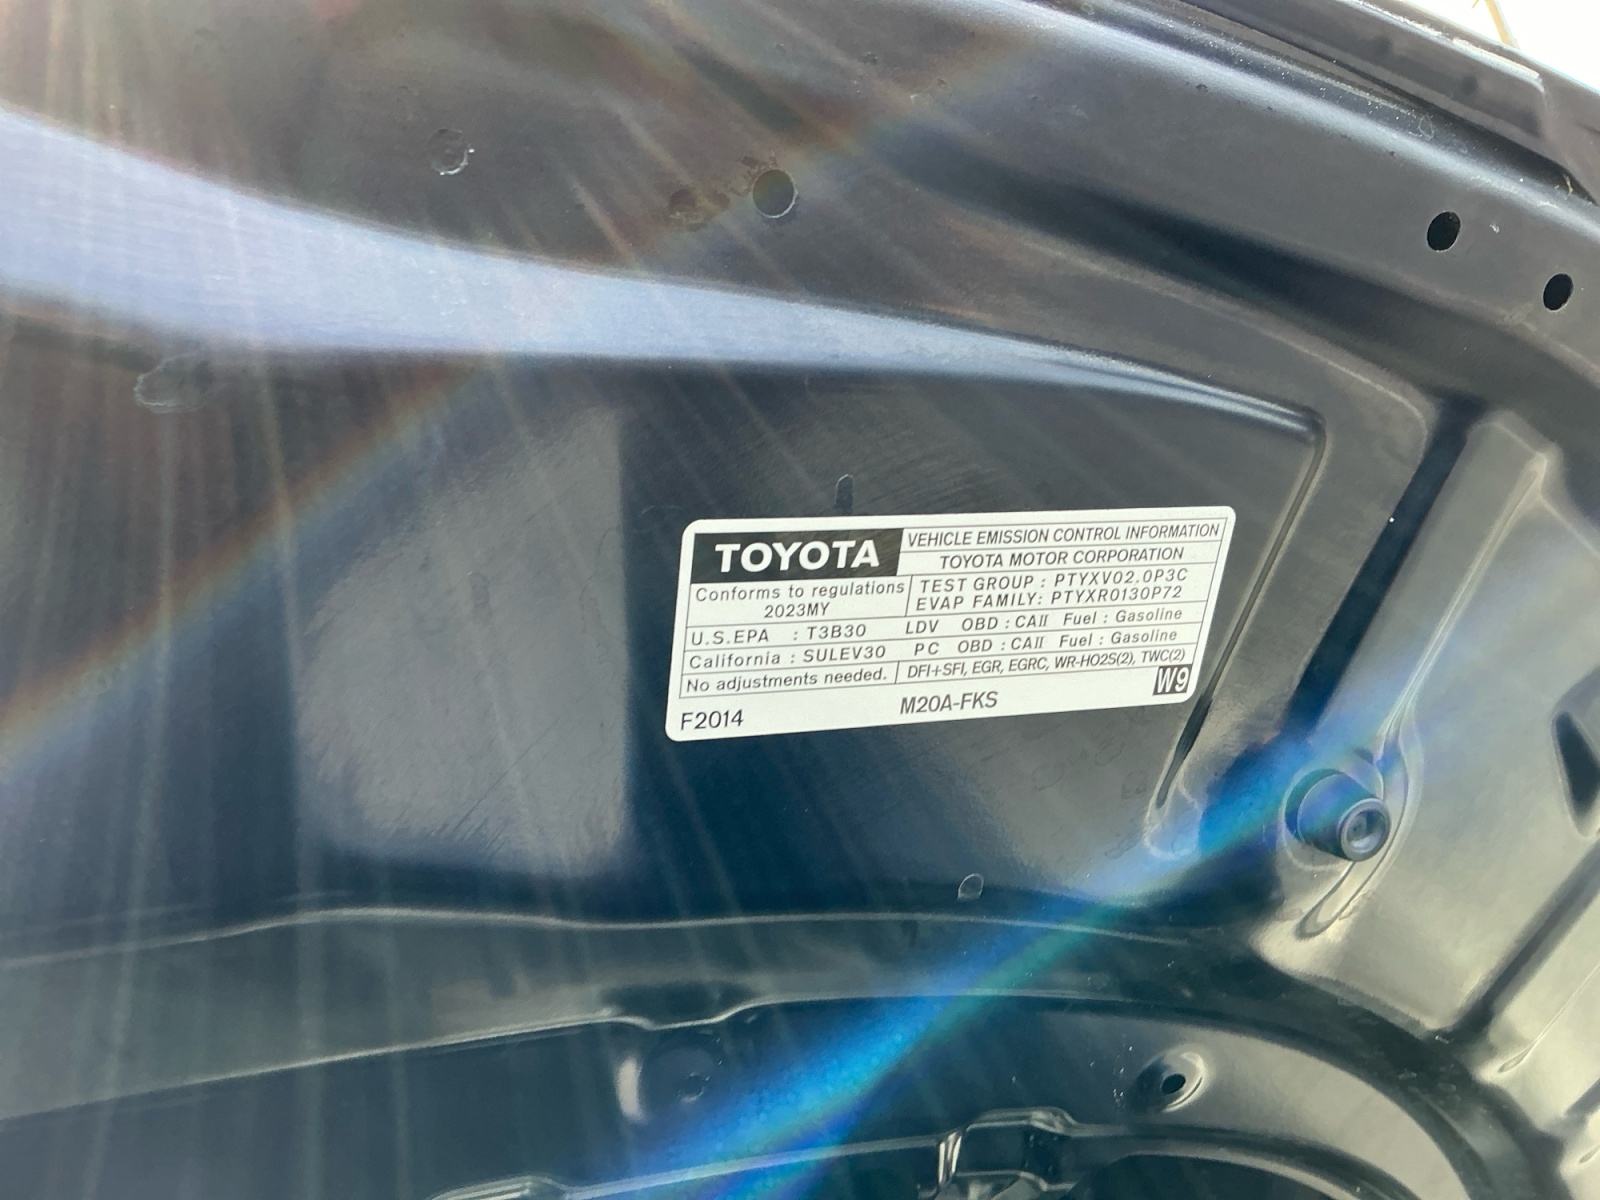 TOYOTA
VEHICLE EMISSION CONTROL INFORMATION
TOYOTA MOTOR CORPORATION
Conforms to regulations
2023MY
TEST GROUP : PTYXV02.0P3C
EVAP FAMILY: PTYXR0130P72
U.S.EPA : T3B30 LDV OBD : CAII Fuel : Gasoline
California : SULEV30 PC OBD : CAII Fuel : Gasoline
No adjustments needed. DFI+SFI, EGR, EGRC, WR-HO2S(2), TWC(2)
F2014 M20A-FKS W9